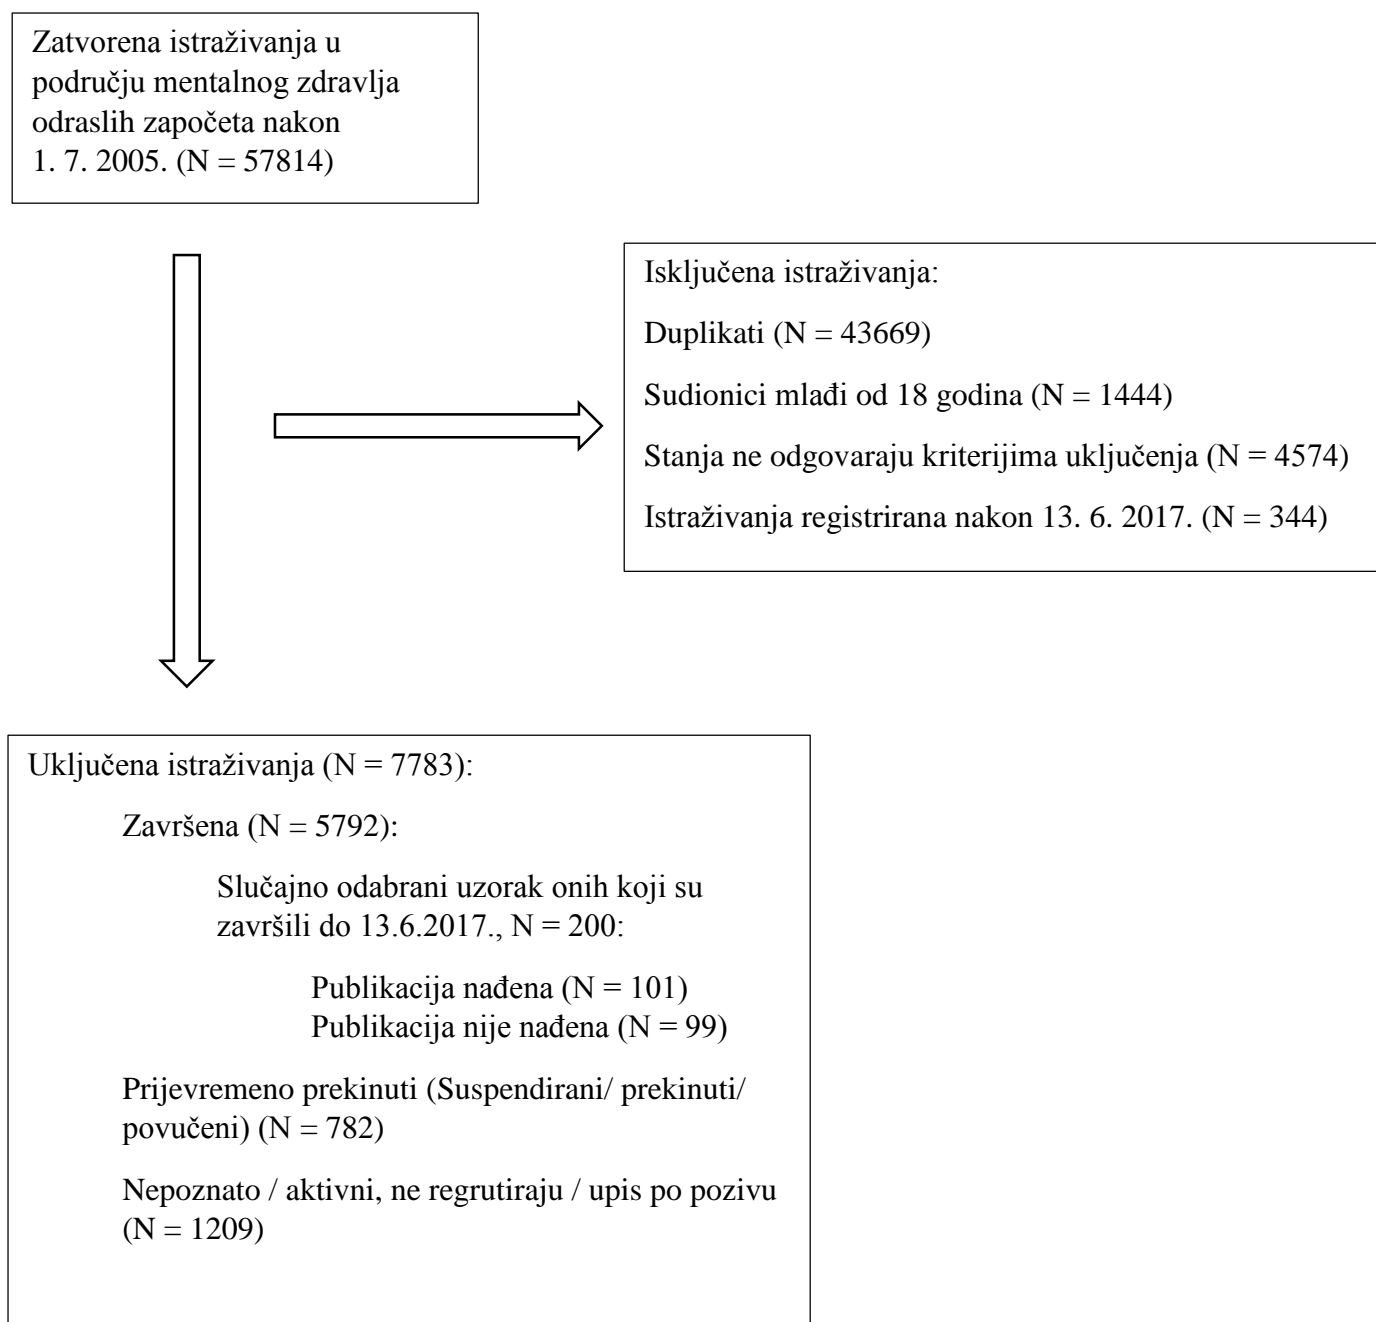 Zatvorena istraživanja u
području mentalnog zdravlja
odraslih započeta nakon
1. 7. 2005. (N = 57814)
Isključena istraživanja:
Duplikati (N = 43669)
Sudionici mlađi od 18 godina (N = 1444)
Stanja ne odgovaraju kriterijima uključenja (N = 4574)
Istraživanja registrirana nakon 13. 6. 2017. (N = 344)
Uključena istraživanja (N = 7783):
Završena (N = 5792):
Slučajno odabrani uzorak onih koji su
završili do 13.6.2017., N = 200:
Publikacija nađena (N = 101)
Publikacija nije nađena (N = 99)
Prijevremeno prekinuti (Suspendirani/ prekinuti/
povučeni) (N = 782)
Nepoznato / aktivni, ne regrutiraju / upis po pozivu
(N = 1209)